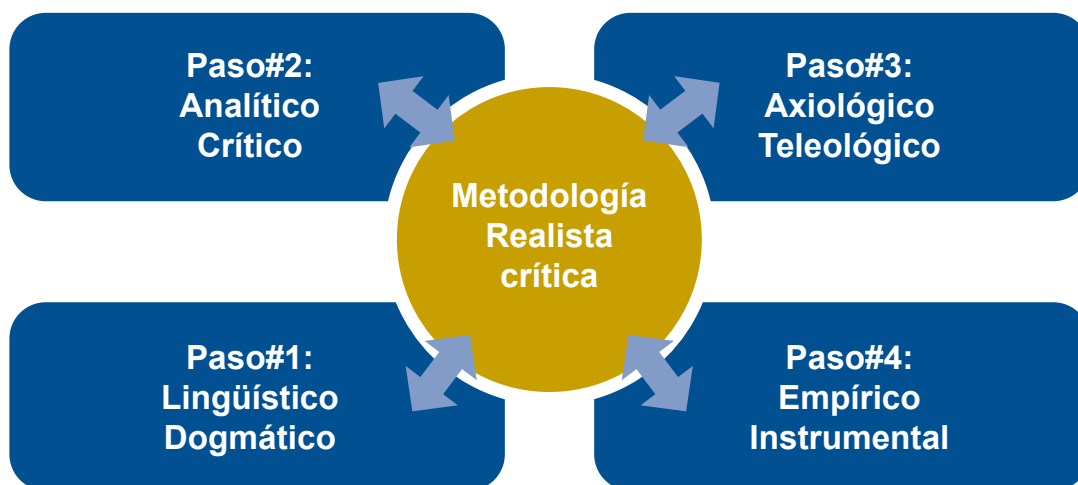 Paso#2:
Analítico
Crítico
Paso#3:
Axiológico
Teleológico
Metodología
Realista
crítica
Paso#1:
Lingüístico
Dogmático
Paso#4:
Empírico
Instrumental